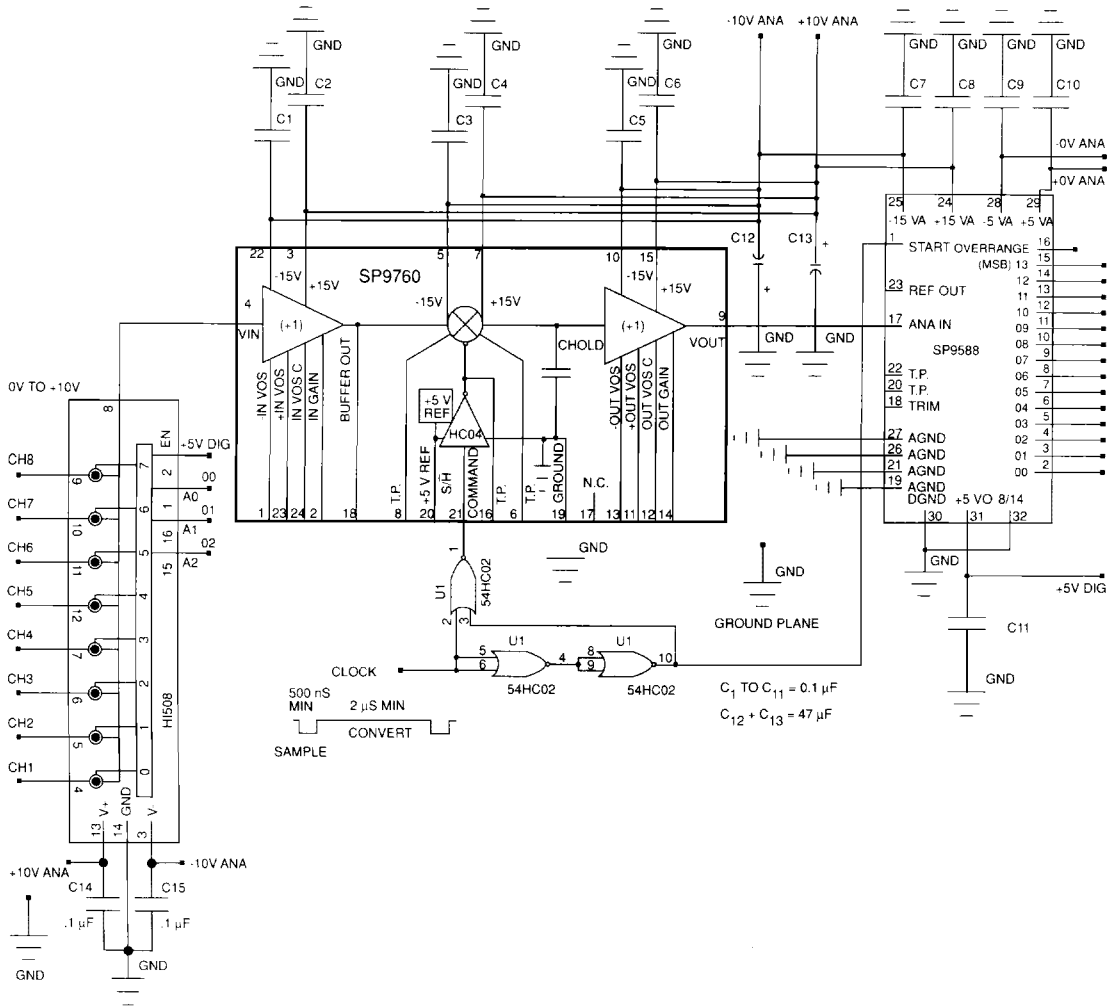 -10V ANA
+10V ANA
GND
GND
GND
GND
GND
GND
GND
GND
GND
GND
C1
C2
C3
C4
C5
C6
C7
C8
C9
C10
-0V ANA
+0V ANA
22
3
5
7
10
15
SP9760
-15V
+15V
-15V
+15V
-15V
+15V
4
VIN
(+1)
(+1)
9
VOUT
CHOLD
-IN VOS
+IN VOS
IN VOS C
IN GAIN
BUFFER OUT
+5 V REF
HC04
T.P.
+5 V REF
S/H
COMMAND
T.P.
T.P.
GROUND
N.C.
-OUT VOS
+OUT VOS
OUT VOS C
OUT GAIN
1
23
24
2
18
8
20
21
16
6
19
17
13
11
12
14
C12
C13
+
+
GND
GND
25
24
28
29
-15 VA
+15 VA
-5 VA
+5 VA
1
START
OVERRANGE
16
(MSB) 13
15
12
14
11
13
10
12
09
11
08
10
07
9
06
8
05
7
04
6
03
5
02
4
01
3
00
2
23
REF OUT
17
ANA IN
SP9588
22
T.P.
20
T.P.
18
TRIM
27
AGND
26
AGND
21
AGND
19
AGND
DGND
+5 VO 8/14
30
31
32
GND
+5V DIG
C11
GND
0V TO +10V
8
EN
+5V DIG
2
00
A0
1
01
A1
16
02
A2
15
CH8
9
7
CH7
10
6
CH6
11
5
CH5
12
4
CH4
7
3
CH3
6
2
CH2
5
1
CH1
4
0
HI508
V+
GND
V-
13
14
3
+10V ANA
-10V ANA
C14
C15
.1 µF
.1 µF
GND
GND
1
U1
54HC02
2
3
GND
GND
GROUND PLANE
CLOCK
5
6
U1
4
54HC02
8
9
U1
10
54HC02
500 nS
MIN
2 µS MIN
SAMPLE
CONVERT
C1 TO C11 = 0.1 µF
C12 + C13 = 47 µF